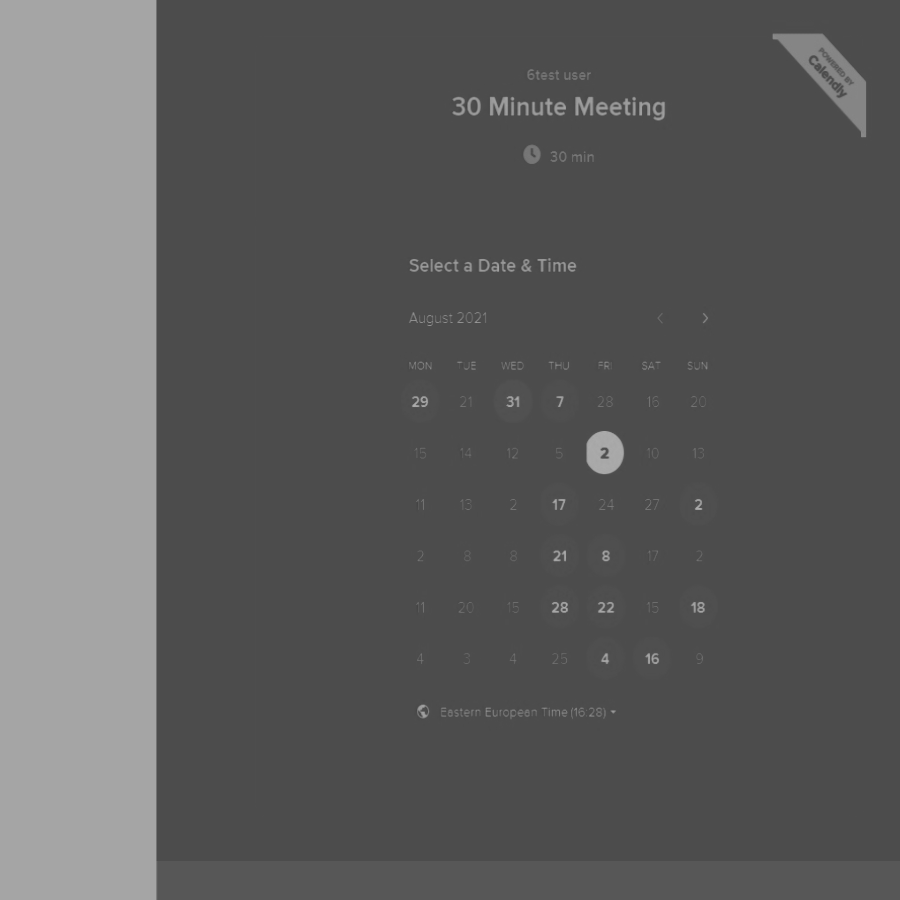 POWERED BY
Calendly
6test user
30 Minute Meeting
30 min
Select a Date & Time
August 2021
MON TUE WED THU FRI SAT SUN
29 21 31 7 28 16 20
15 14 12 5 2 10 13
11 13 2 17 24 27 2
2 8 8 21 8 17 2
11 20 15 28 22 15 18
4 3 4 25 4 16 9
Eastern European Time (16:28)